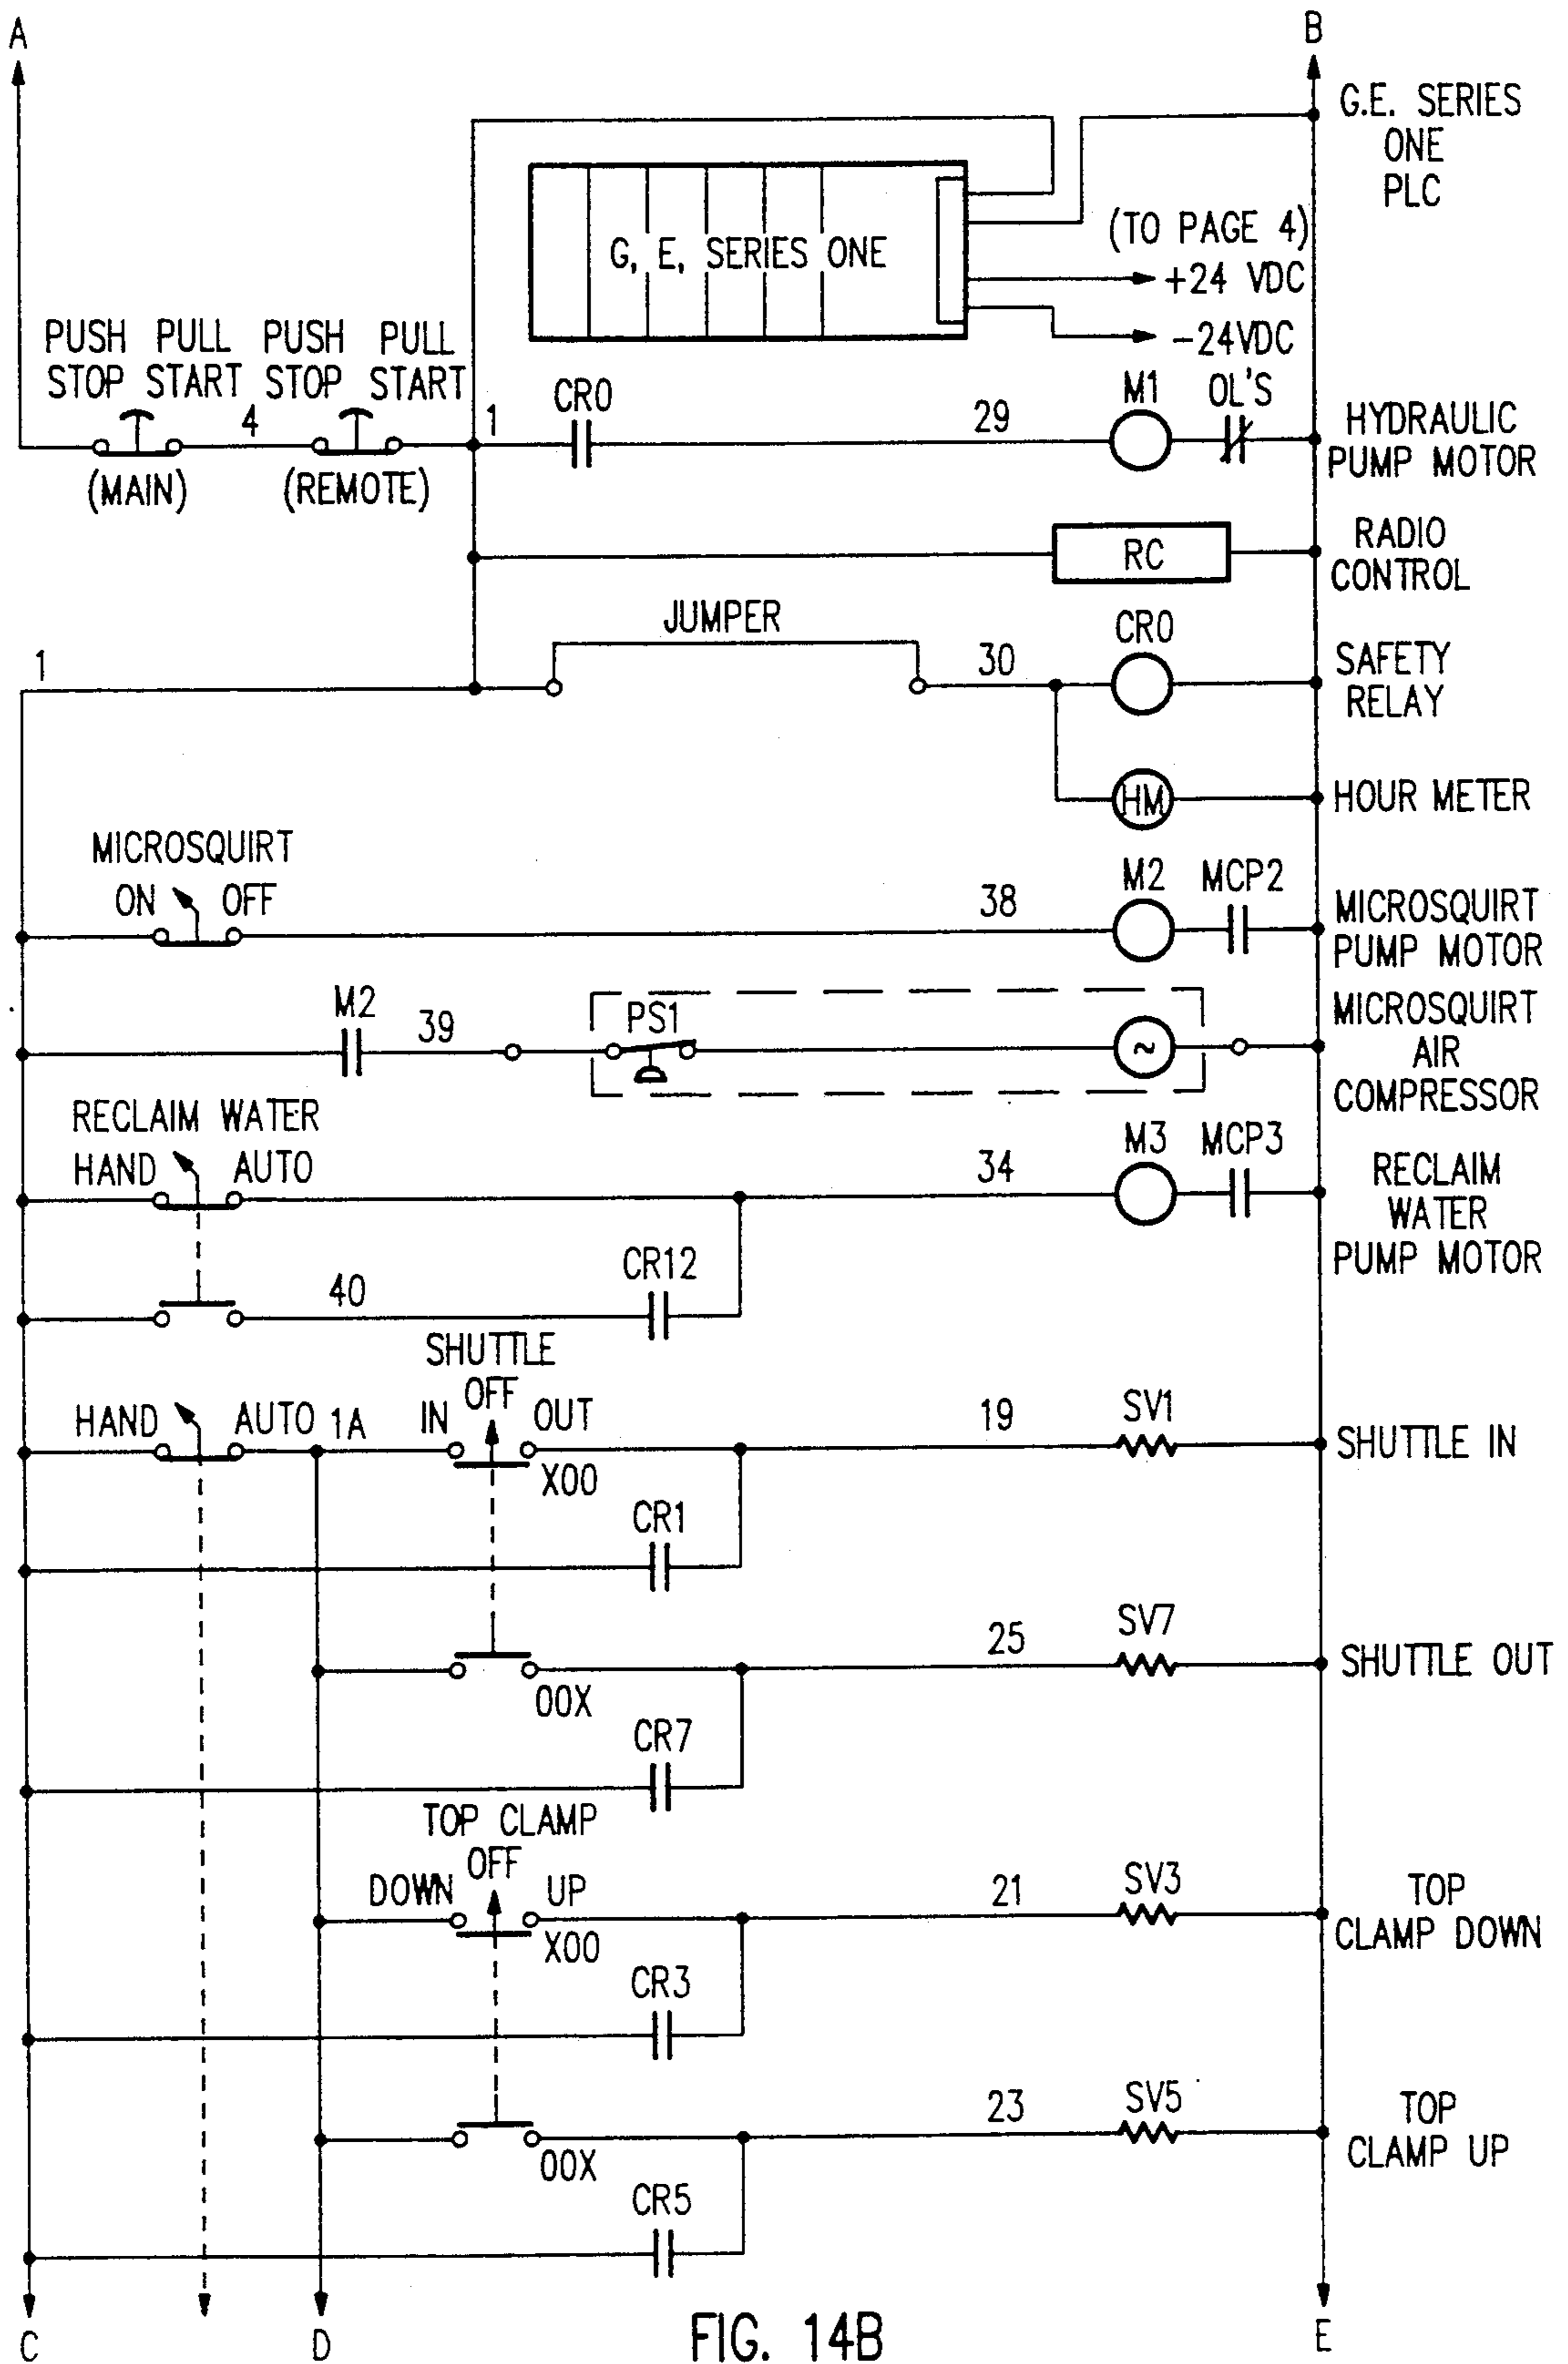 A
B
G.E. SERIES
ONE
PLC
(TO PAGE 4)
G, E, SERIES ONE
+24 VDC
-24VDC
PUSH PULL PUSH PULL
STOP START STOP START
4
(MAIN)
(REMOTE)
1
CR0
29
M1
OL'S
HYDRAULIC
PUMP MOTOR
RC
RADIO
CONTROL
JUMPER
1
30
CR0
SAFETY
RELAY
HM
HOUR METER
MICROSQUIRT
ON OFF
38
M2
MCP2
MICROSQUIRT
PUMP MOTOR
M2
39
PS1
~
MICROSQUIRT
AIR
COMPRESSOR
RECLAIM WATER
HAND AUTO
34
M3
MCP3
RECLAIM
WATER
PUMP MOTOR
40
CR12
SHUTTLE
OFF
HAND AUTO
1A
IN OUT
X00
19
SV1
SHUTTLE IN
CR1
25
SV7
SHUTTLE OUT
00X
CR7
TOP CLAMP
OFF
DOWN UP
X00
21
SV3
TOP
CLAMP DOWN
CR3
23
SV5
TOP
CLAMP UP
00X
CR5
C
D
E
FIG. 14B